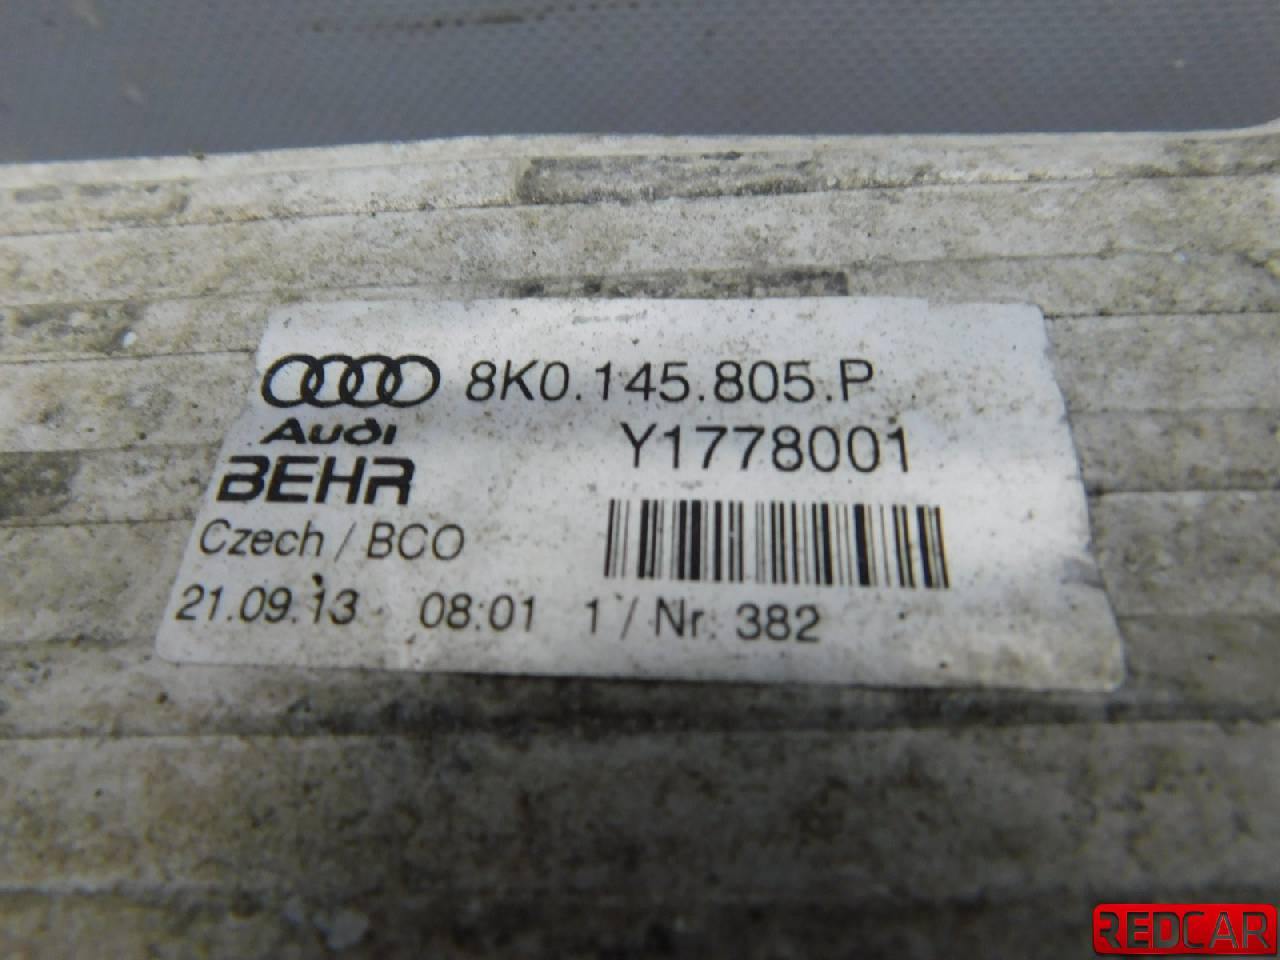 8K0.145.805.P
Audi
Y1778001
BEHR
Czech / BCO
21.09.13 08:01 1 / Nr. 382
REDCAR